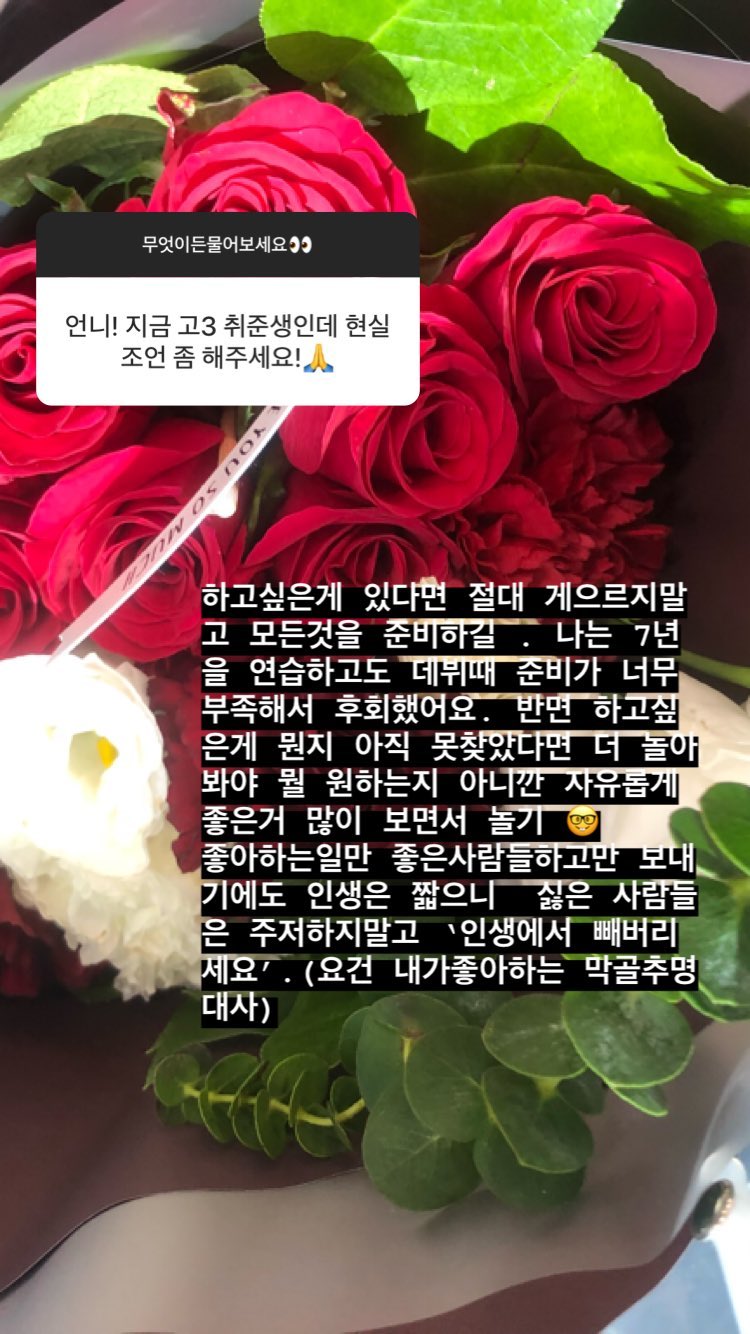 무엇이든물어보세요👀
언니! 지금 고3 취준생인데 현실
조언 좀 해주세요!🙏
YOU SO MUCH
하고싶은게 있다면 절대 게으르지말
고 모든것을 준비하길 . 나는 7년
을 연습하고도 데뷔때 준비가 너무
부족해서 후회했어요. 반면 하고싶
은게 뭔지 아직 못찾았다면 더 놀아
봐야 뭘 원하는지 아니깐 자유롭게
좋은거 많이 보면서 놀기 🤓
좋아하는일만 좋은사람들하고만 보내
기에도 인생은 짧으니  싫은 사람들
은 주저하지말고 ‘인생에서 빼버리
세요’.(요건 내가좋아하는 막골추명
대사)